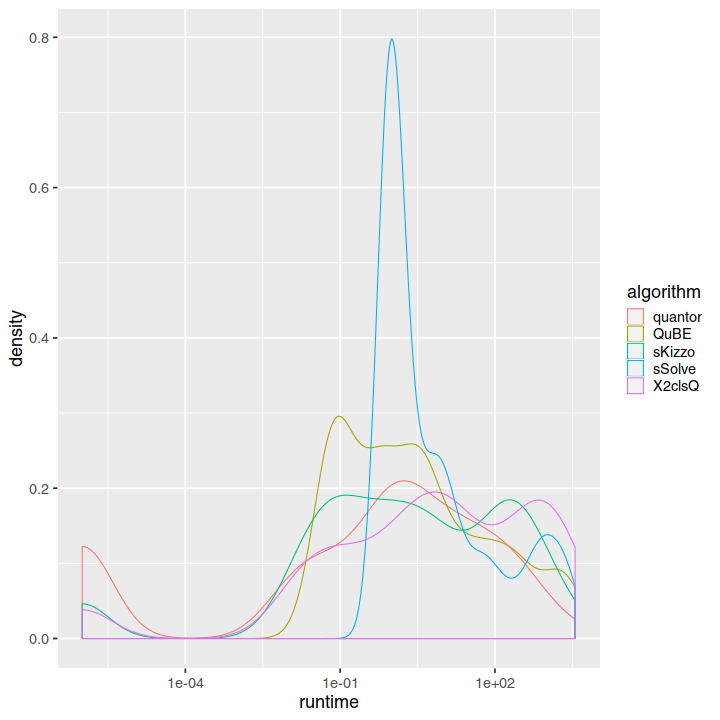 0.8
0.6
0.4
0.2
0.0
density
1e-04
1e-01
1e+02
runtime
algorithm
quantor
QuBE
sKizzo
sSolve
X2clsQ